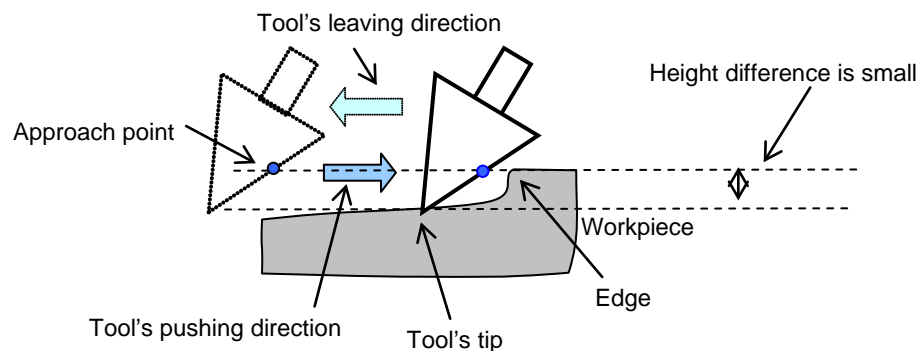 Tool's leaving direction
Height difference is small
Approach point
Workpiece
Edge
Tool's pushing direction
Tool's tip